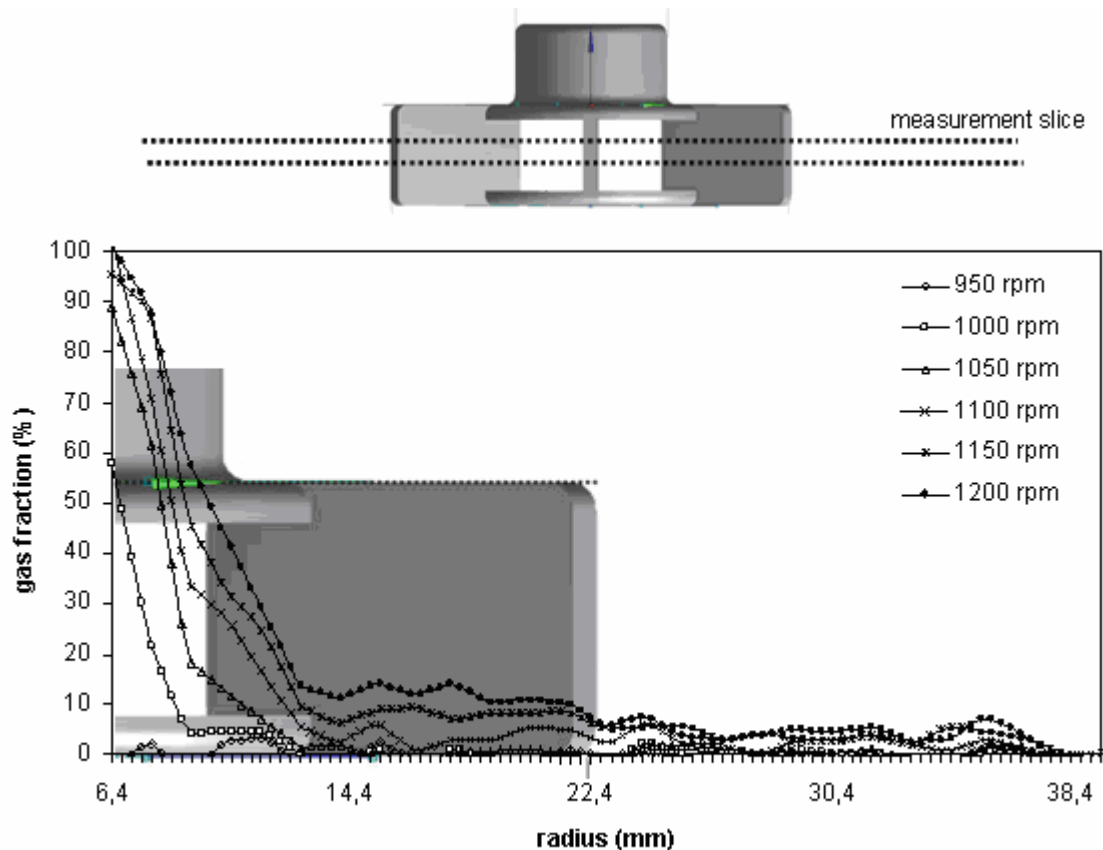 measurement slice
100
90
80
70
60
50
40
30
20
10
0
gas fraction (%)
950 rpm
1000 rpm
1050 rpm
1100 rpm
1150 rpm
1200 rpm
6,4
14,4
22,4
30,4
38,4
radius (mm)